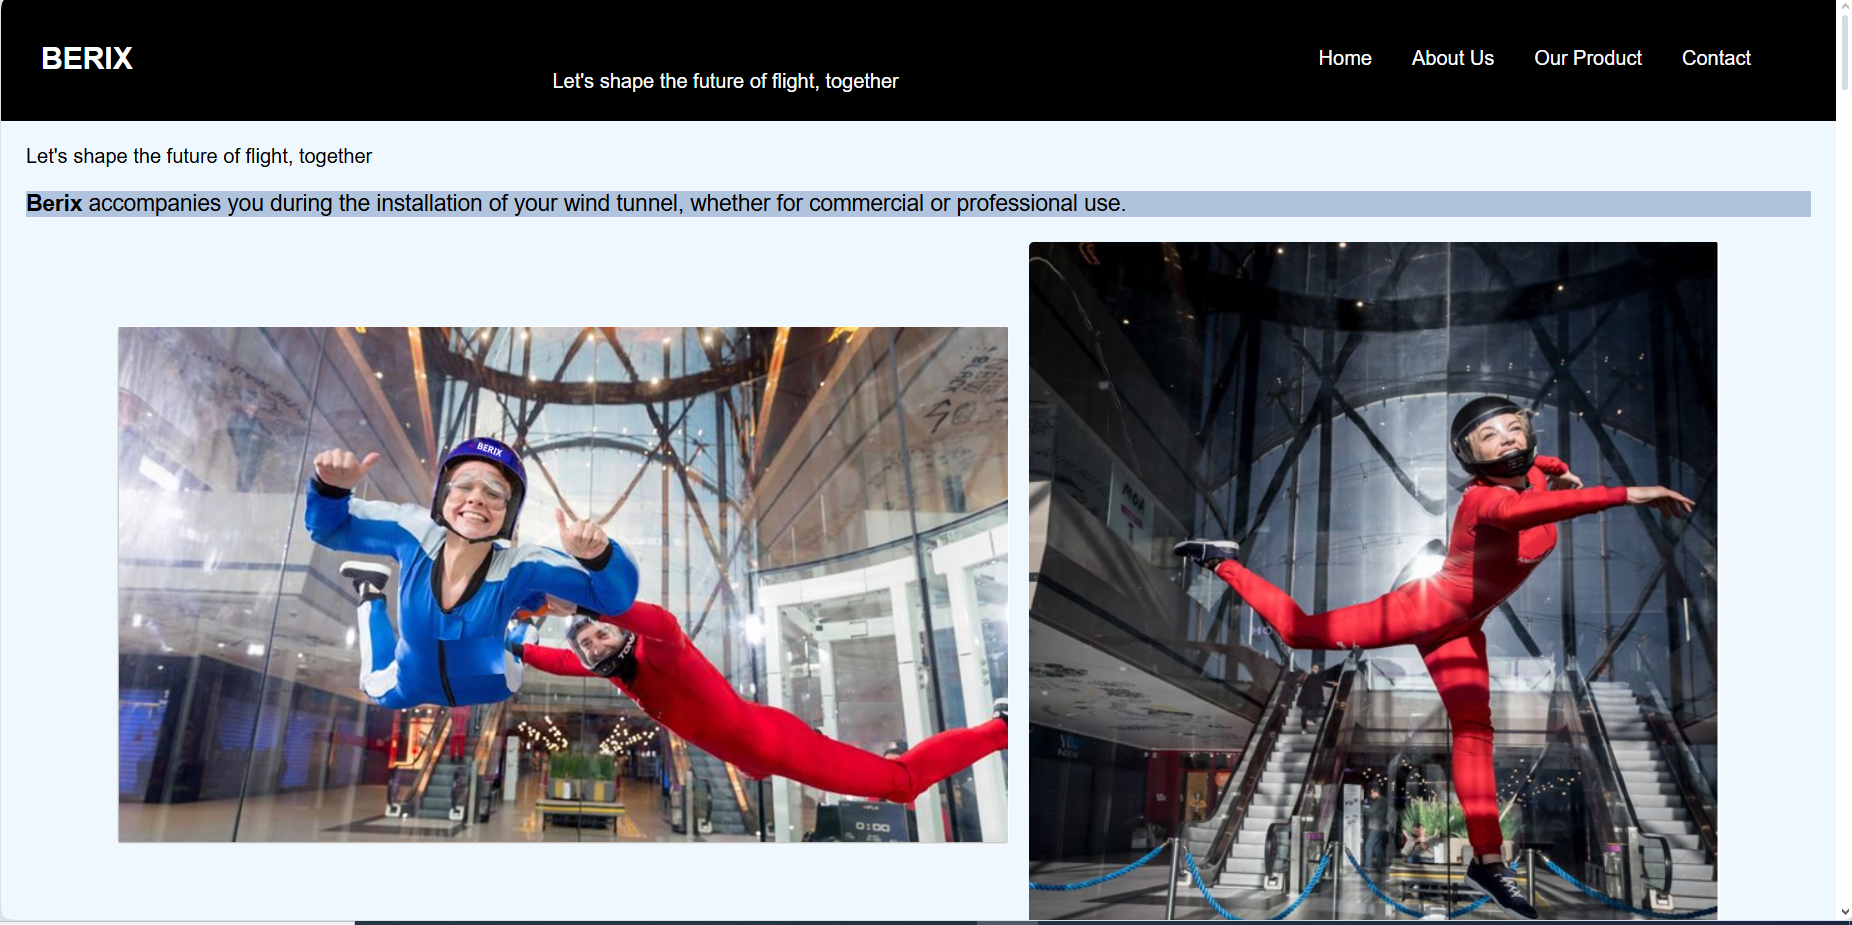 BERIX
Let's shape the future of flight, together
Home About Us Our Product Contact
Let's shape the future of flight, together
Berix accompanies you during the installation of your wind tunnel, whether for commercial or professional use.
BERIX
0:00